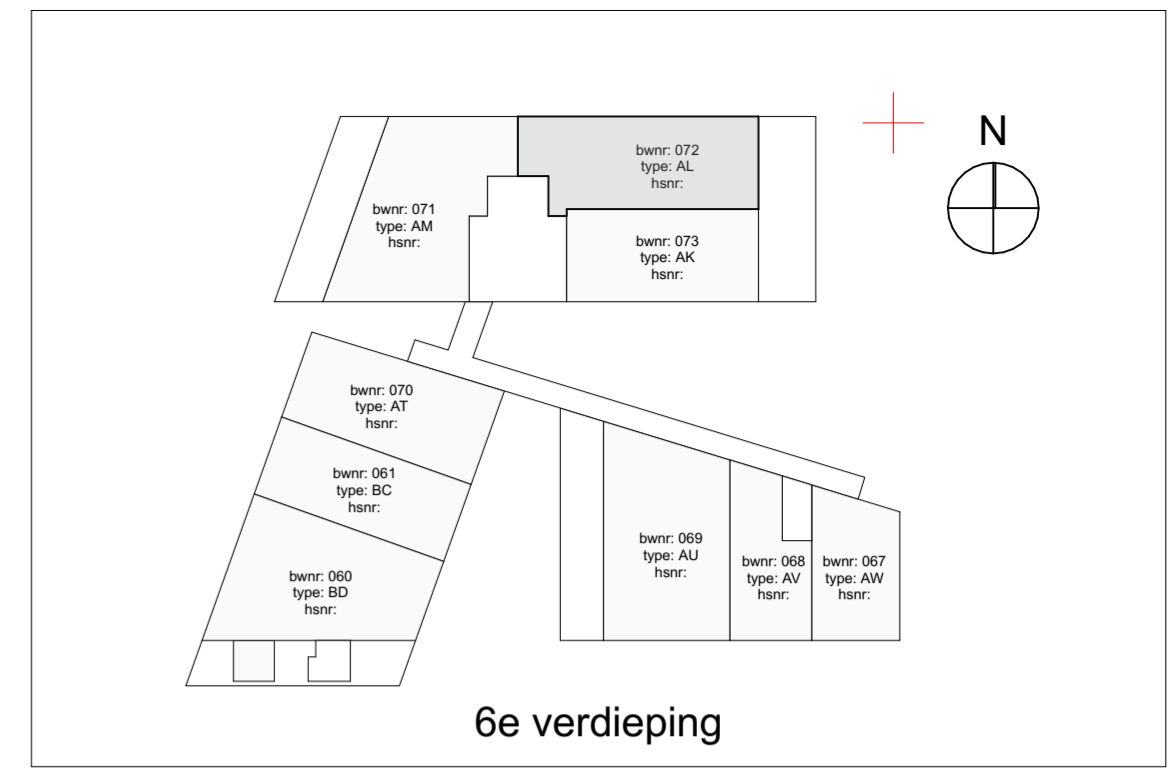 N
bwnr: 072
type: AL
hsnr:
bwnr: 071
type: AM
hsnr:
bwnr: 073
type: AK
hsnr:
bwnr: 070
type: AT
hsnr:
bwnr: 061
type: BC
hsnr:
bwnr: 060
type: BD
hsnr:
bwnr: 069
type: AU
hsnr:
bwnr: 068
type: AV
hsnr:
bwnr: 067
type: AW
hsnr:
6e verdieping